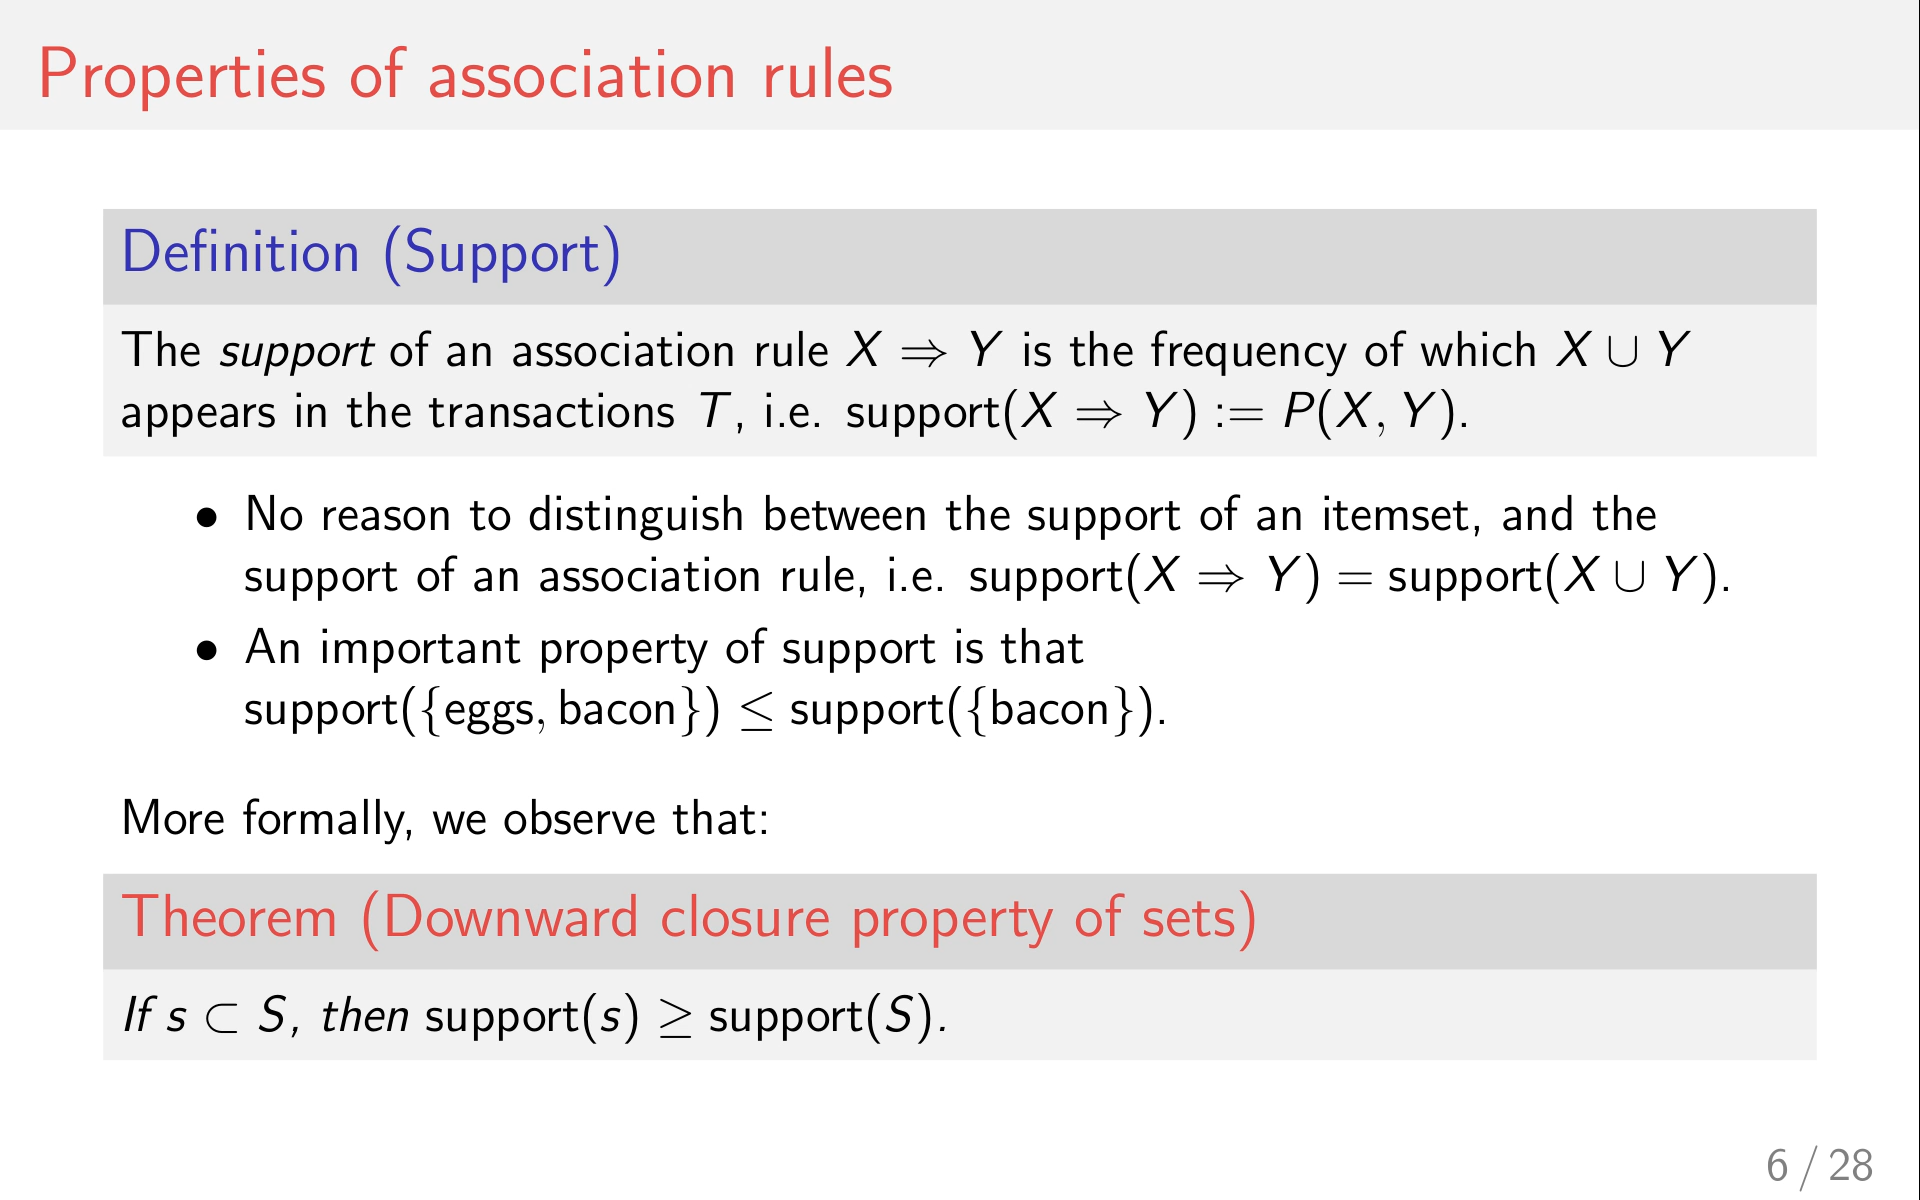 Properties of association rules
Definition (Support)
The support of an association rule X ⇒ Y is the frequency of which X ∪ Y
appears in the transactions T, i.e. support(X ⇒ Y) := P(X, Y).
• No reason to distinguish between the support of an itemset, and the
support of an association rule, i.e. support(X ⇒ Y) = support(X ∪ Y).
• An important property of support is that
support({eggs, bacon}) ≤ support({bacon}).
More formally, we observe that:
Theorem (Downward closure property of sets)
If s ⊂ S, then support(s) ≥ support(S).
6 / 28